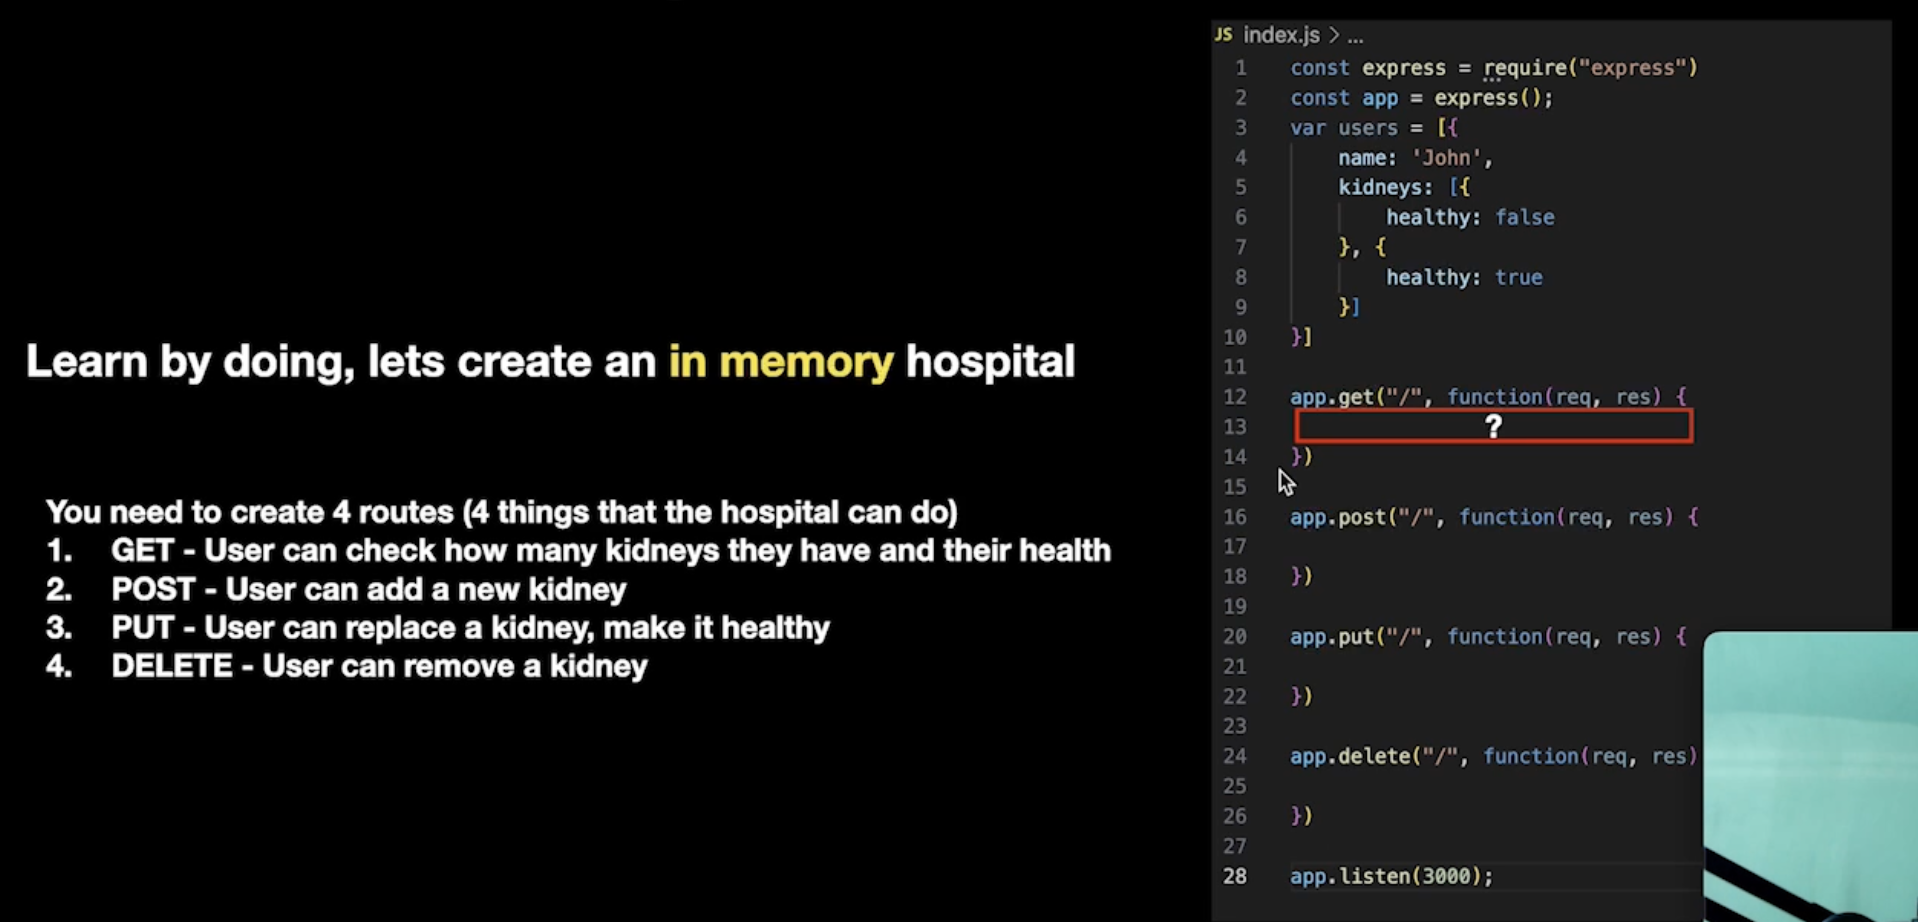 Learn by doing, lets create an in memory hospital
You need to create 4 routes (4 things that the hospital can do)
1. GET - User can check how many kidneys they have and their health
2. POST - User can add a new kidney
3. PUT - User can replace a kidney, make it healthy
4. DELETE - User can remove a kidney
JS index.js > ...
1 const express = require("express")
2 const app = express();
3 var users = [{
4 name: 'John',
5 kidneys: [{
6 healthy: false
7 }, {
8 healthy: true
9 }]
10 }]
11
12 app.get("/", function(req, res) {
13 ?
14 })
15
16 app.post("/", function(req, res) {
17
18 })
19
20 app.put("/", function(req, res) {
21
22 })
23
24 app.delete("/", function(req, res)
25
26 })
27
28 app.listen(3000);